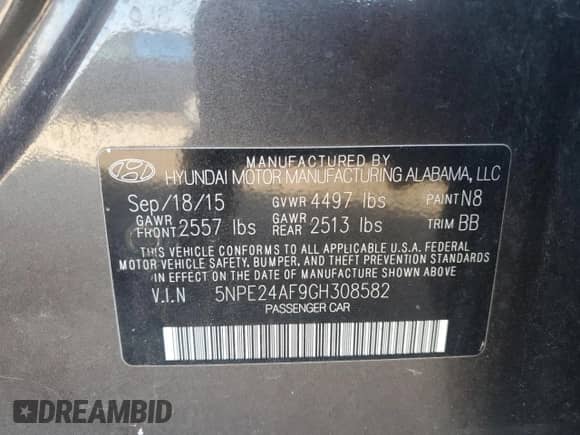 MANUFACTURED BY
HYUNDAI MOTOR MANUFACTURING ALABAMA, LLC
Sep/18/15 GVWR 4497 lbs PAINT N8
GAWR FRONT 2557 lbs GAWR REAR 2513 lbs TRIM BB
THIS VEHICLE CONFORMS TO ALL APPLICABLE U.S.A. FEDERAL
MOTOR VEHICLE SAFETY, BUMPER, AND THEFT PREVENTION STANDARDS
IN EFFECT ON THE DATE OF MANUFACTURE SHOWN ABOVE
V.I.N 5NPE24AF9GH308582
PASSENGER CAR
DREAMBID